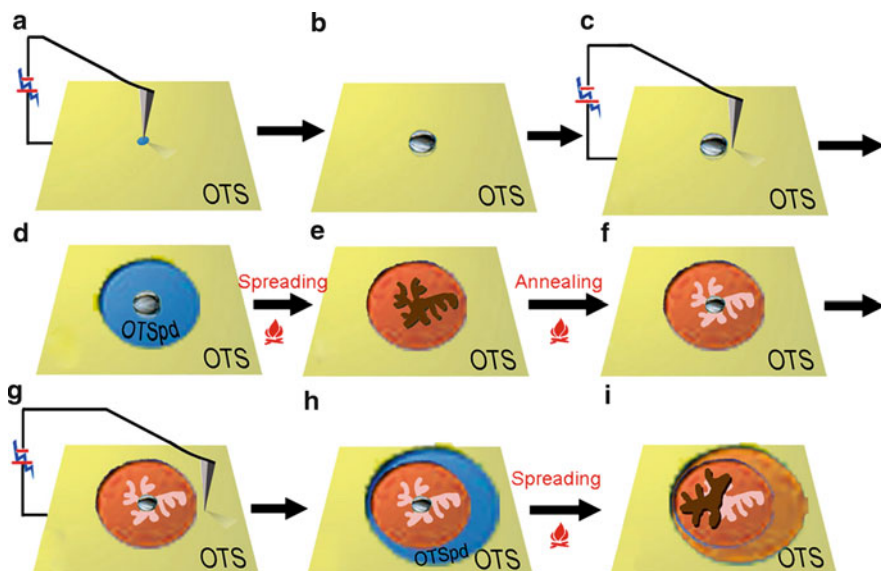 a
b
c
OTS
OTS
OTS
d
e
f
Spreading
Annealing
OTSpd
OTS
OTS
OTS
g
h
i
Spreading
OTS
OTSpd
OTS
OTS